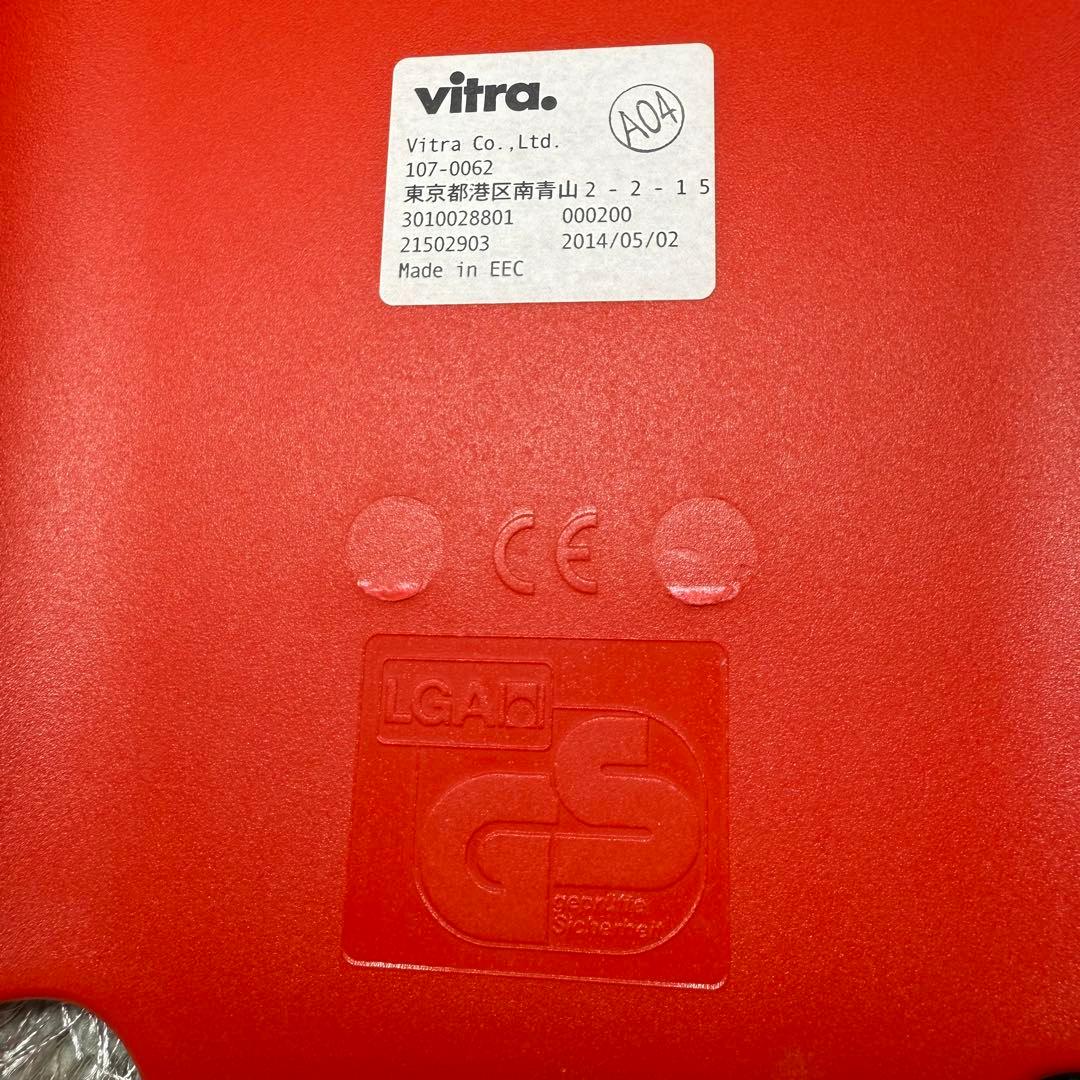 vitra.
A04
Vitra Co.,Ltd.
107-0062
東京都港区南青山2-2-15
3010028801 000200
21502903 2014/05/02
Made in EEC
CE
LGA
GS
geprüfte
Sicherheit